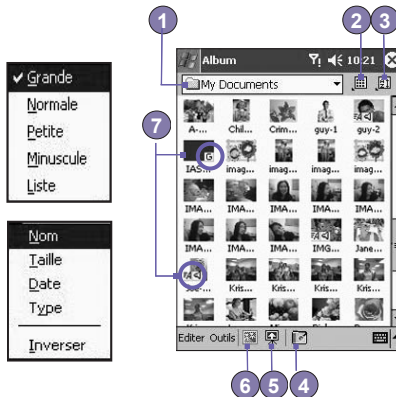 Grande
Normale
Petite
Minuscule
Liste
Nom
Taille
Date
Type
Inverser
1
2
3
7
Album
10:21
My Documents
A-...
Chil...
Crim...
guy-1
guy-2
G
IAS...
imag...
imag...
imag...
imag...
IMA...
IMA...
IMA...
IMA...
IMA...
IMA...
IMA...
IMA...
IMG...
Jane...
Kris...
Kris...
Kris...
Kris...
Editer Outils
6
5
4